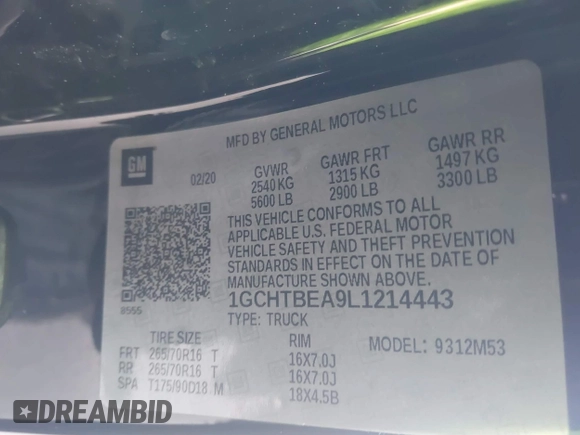 MFD BY GENERAL MOTORS LLC
GM
02/20
GVWR GAWR FRT GAWR RR
2540 KG 1315 KG 1497 KG
5600 LB 2900 LB 3300 LB
THIS VEHICLE CONFORMS TO ALL
APPLICABLE U.S. FEDERAL MOTOR
VEHICLE SAFETY AND THEFT PREVENTION
STANDARDS IN EFFECT ON THE DATE OF
MANUFACTURE SHOWN ABOVE.
8555
1GCHTBEA9L1214443
TYPE: TRUCK
TIRE SIZE RIM MODEL: 9312M53
FRT 265/70R16 T 16X7.0J
RR 265/70R16 T 16X7.0J
SPA T175/90D18 M 18X4.5B
DREAMBID